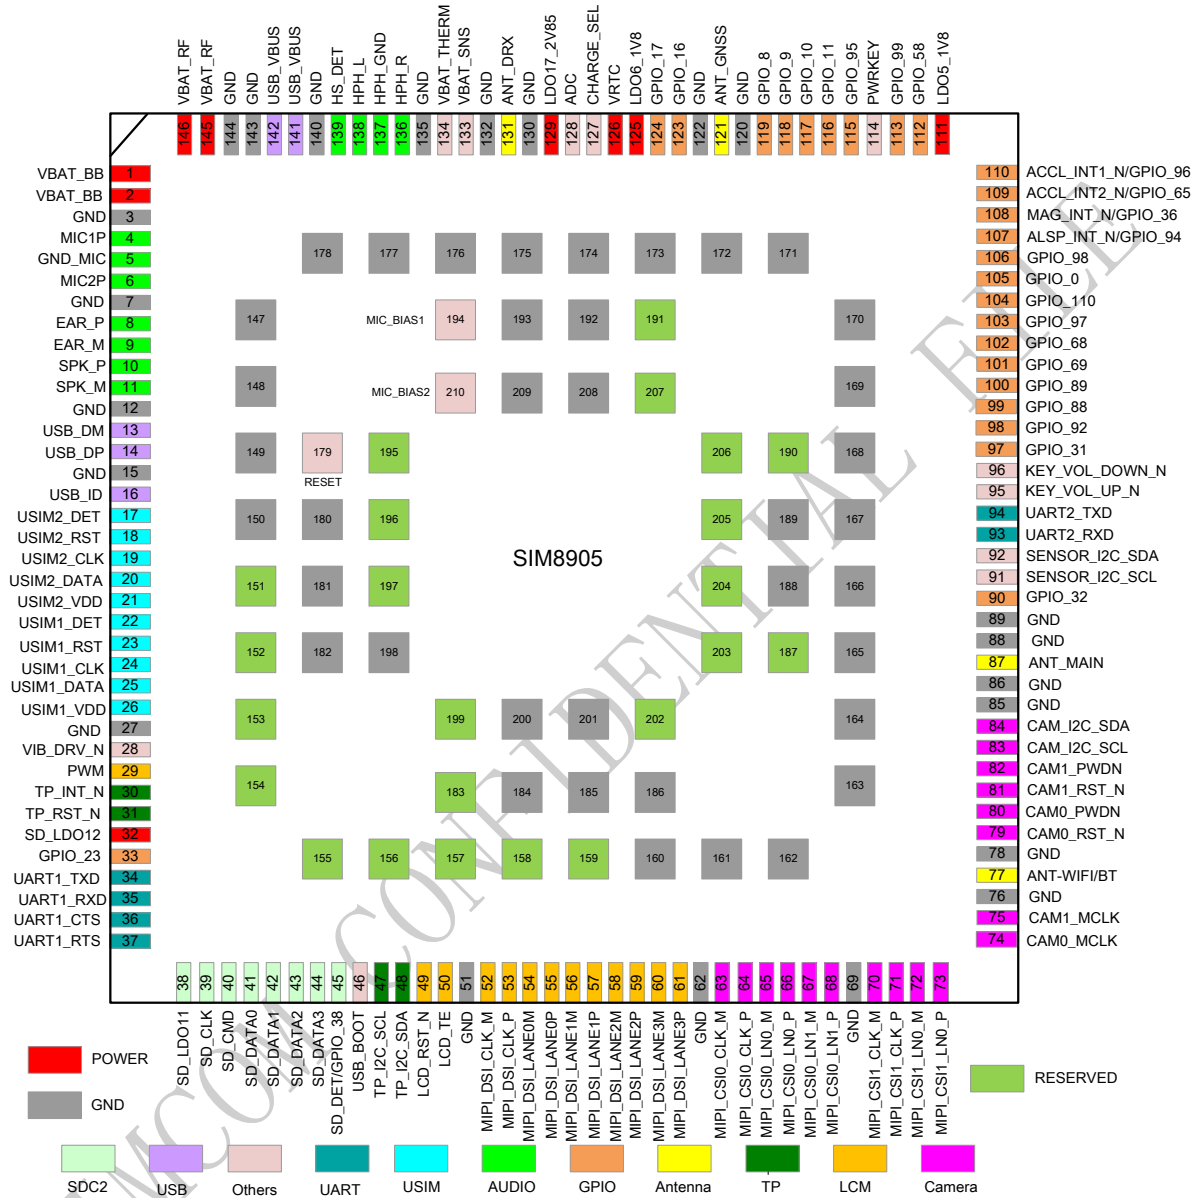 VBAT_RF
VBAT_RF
GND
GND
USB_VBUS
USB_VBUS
GND
HS_DET
HPH_L
HPH_GND
HPH_R
GND
VBAT_THERM
VBAT_SNS
GND
ANT_DRX
GND
LDO17_2V85
ADC
CHARGE_SEL
VRTC
LDO6_1V8
GPIO_17
GPIO_16
GND
ANT_GNSS
GND
GPIO_8
GPIO_9
GPIO_10
GPIO_11
GPIO_95
PWRKEY
GPIO_99
GPIO_58
LDO5_1V8
146 145 144 143 142 141 140 139 138 137 136 135 134 133 132 131 130 129 128 127 126 125 124 123 122 121 120 119 118 117 116 115 114 113 112 111
VBAT_BB 1
VBAT_BB 2
GND 3
MIC1P 4
GND_MIC 5
MIC2P 6
GND 7
EAR_P 8
EAR_M 9
SPK_P 10
SPK_M 11
GND 12
USB_DM 13
USB_DP 14
GND 15
USB_ID 16
USIM2_DET 17
USIM2_RST 18
USIM2_CLK 19
USIM2_DATA 20
USIM2_VDD 21
USIM1_DET 22
USIM1_RST 23
USIM1_CLK 24
USIM1_DATA 25
USIM1_VDD 26
GND 27
VIB_DRV_N 28
PWM 29
TP_INT_N 30
TP_RST_N 31
SD_LDO12 32
GPIO_23 33
UART1_TXD 34
UART1_RXD 35
UART1_CTS 36
UART1_RTS 37
178 177 176 175 174 173 172 171
147 MIC_BIAS1 194 193 192 191 170
148 MIC_BIAS2 210 209 208 207 169
149 179 195 206 190 168
RESET
150 180 196 205 189 167
SIM8905
151 181 197 204 188 166
152 182 198 203 187 165
153 199 200 201 202 164
154 183 184 185 186 163
155 156 157 158 159 160 161 162
110 ACCL_INT1_N/GPIO_96
109 ACCL_INT2_N/GPIO_65
108 MAG_INT_N/GPIO_36
107 ALSP_INT_N/GPIO_94
106 GPIO_98
105 GPIO_0
104 GPIO_110
103 GPIO_97
102 GPIO_68
101 GPIO_69
100 GPIO_89
99 GPIO_88
98 GPIO_92
97 GPIO_31
96 KEY_VOL_DOWN_N
95 KEY_VOL_UP_N
94 UART2_TXD
93 UART2_RXD
92 SENSOR_I2C_SDA
91 SENSOR_I2C_SCL
90 GPIO_32
89 GND
88 GND
87 ANT_MAIN
86 GND
85 GND
84 CAM_I2C_SDA
83 CAM_I2C_SCL
82 CAM1_PWDN
81 CAM1_RST_N
80 CAM0_PWDN
79 CAM0_RST_N
78 GND
77 ANT-WIFI/BT
76 GND
75 CAM1_MCLK
74 CAM0_MCLK
38 39 40 41 42 43 44 45 46 47 48 49 50 51 52 53 54 55 56 57 58 59 60 61 62 63 64 65 66 67 68 69 70 71 72 73
SD_LDO11
SD_CLK
SD_CMD
SD_DATA0
SD_DATA1
SD_DATA2
SD_DATA3
SD_DET/GPIO_38
USB_BOOT
TP_I2C_SCL
TP_I2C_SDA
LCD_RST_N
LCD_TE
GND
MIPI_DSI_CLK_M
MIPI_DSI_CLK_P
MIPI_DSI_LANE0M
MIPI_DSI_LANE0P
MIPI_DSI_LANE1M
MIPI_DSI_LANE1P
MIPI_DSI_LANE2M
MIPI_DSI_LANE2P
MIPI_DSI_LANE3M
MIPI_DSI_LANE3P
GND
MIPI_CSI0_CLK_M
MIPI_CSI0_CLK_P
MIPI_CSI0_LN0_M
MIPI_CSI0_LN0_P
MIPI_CSI0_LN1_M
MIPI_CSI0_LN1_P
GND
MIPI_CSI1_CLK_M
MIPI_CSI1_CLK_P
MIPI_CSI1_LN0_M
MIPI_CSI1_LN0_P
POWER
GND
RESERVED
SDC2 USB Others UART USIM AUDIO GPIO Antenna TP LCM Camera
CONFIDENTIAL FILE